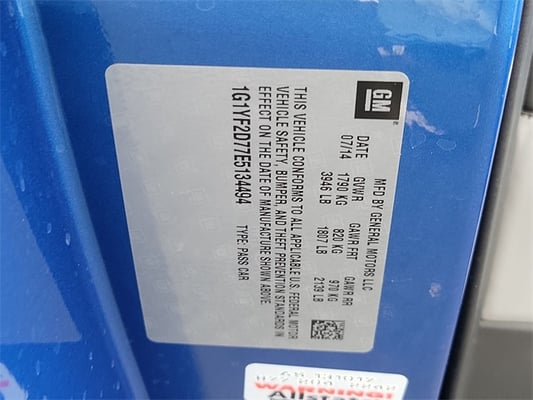 GM
MFD BY GENERAL MOTORS LLC
DATE GVWR GAWR FRT GAWR RR
07/14 1790 KG 820 KG 970 KG
3946 LB 1807 LB 2139 LB
THIS VEHICLE CONFORMS TO ALL APPLICABLE U.S. FEDERAL MOTOR
VEHICLE SAFETY, BUMPER, AND THEFT PREVENTION STANDARDS IN
EFFECT ON THE DATE OF MANUFACTURE SHOWN ABOVE.
1G1YF2D77E5134494 TYPE: PASS CAR
WARNING!
Allstar